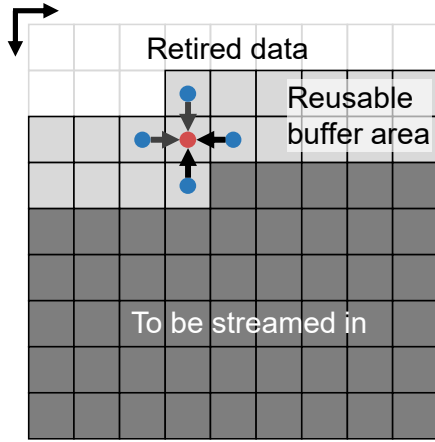 Retired data
Reusable
buffer area
To be streamed in